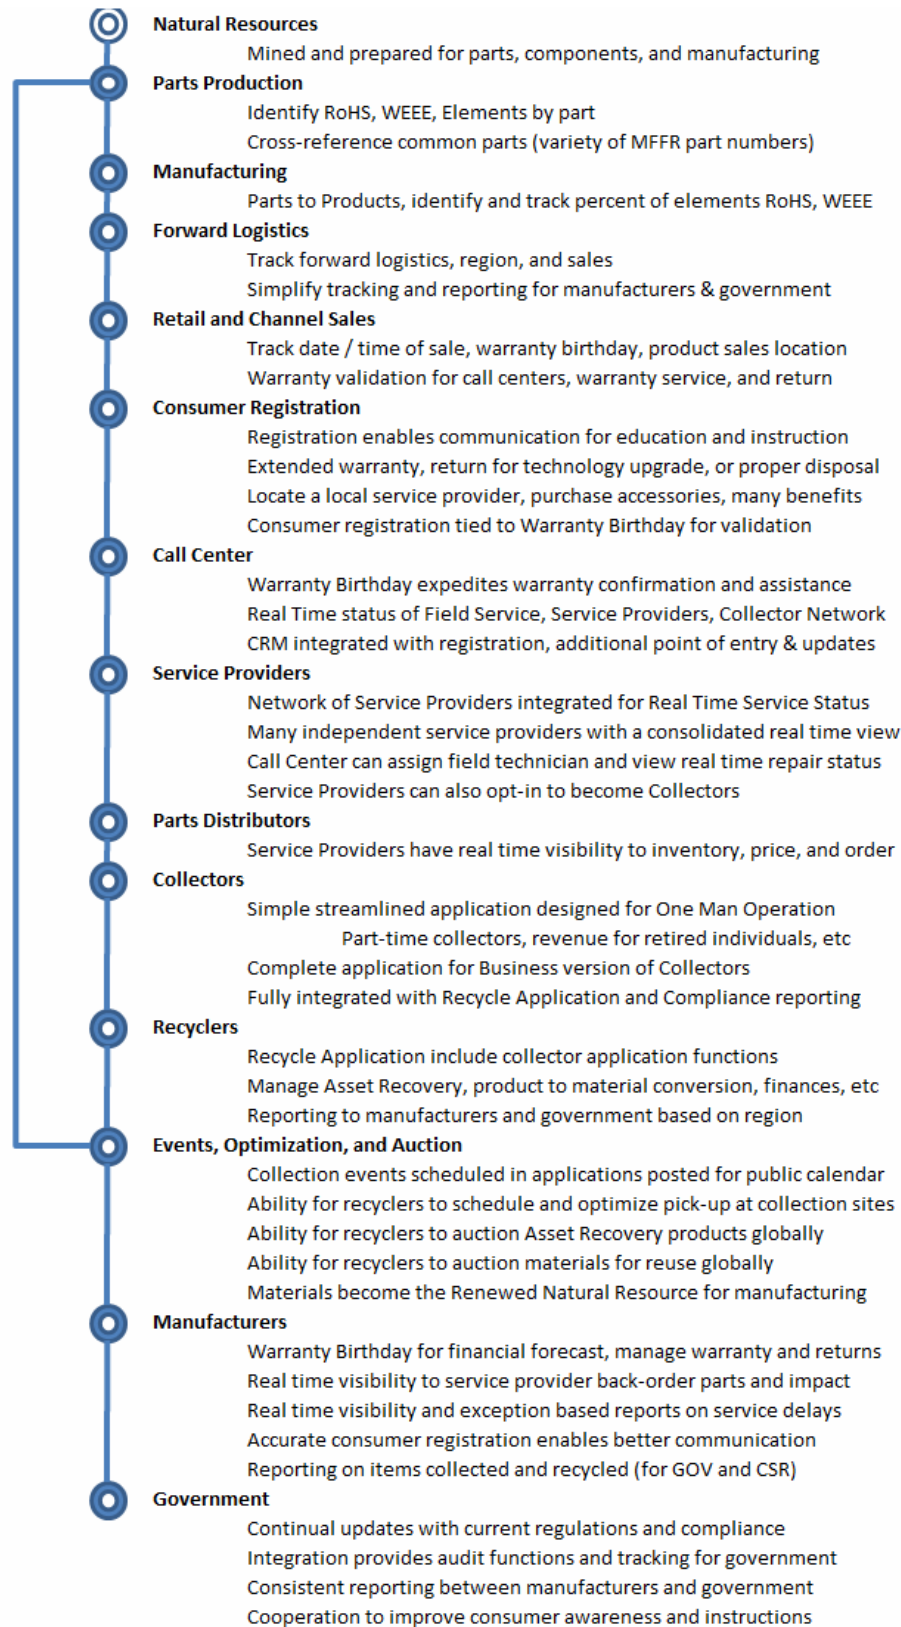 Natural Resources
Mined and prepared for parts, components, and manufacturing
Parts Production
Identify RoHS, WEEE, Elements by part
Cross-reference common parts (variety of MFFR part numbers)
Manufacturing
Parts to Products, identify and track percent of elements RoHS, WEEE
Forward Logistics
Track forward logistics, region, and sales
Simplify tracking and reporting for manufacturers & government
Retail and Channel Sales
Track date / time of sale, warranty birthday, product sales location
Warranty validation for call centers, warranty service, and return
Consumer Registration
Registration enables communication for education and instruction
Extended warranty, return for technology upgrade, or proper disposal
Locate a local service provider, purchase accessories, many benefits
Consumer registration tied to Warranty Birthday for validation
Call Center
Warranty Birthday expedites warranty confirmation and assistance
Real Time status of Field Service, Service Providers, Collector Network
CRM integrated with registration, additional point of entry & updates
Service Providers
Network of Service Providers integrated for Real Time Service Status
Many independent service providers with a consolidated real time view
Call Center can assign field technician and view real time repair status
Service Providers can also opt-in to become Collectors
Parts Distributors
Service Providers have real time visibility to inventory, price, and order
Collectors
Simple streamlined application designed for One Man Operation
Part-time collectors, revenue for retired individuals, etc
Complete application for Business version of Collectors
Fully integrated with Recycle Application and Compliance reporting
Recyclers
Recycle Application include collector application functions
Manage Asset Recovery, product to material conversion, finances, etc
Reporting to manufacturers and government based on region
Events, Optimization, and Auction
Collection events scheduled in applications posted for public calendar
Ability for recyclers to schedule and optimize pick-up at collection sites
Ability for recyclers to auction Asset Recovery products globally
Ability for recyclers to auction materials for reuse globally
Materials become the Renewed Natural Resource for manufacturing
Manufacturers
Warranty Birthday for financial forecast, manage warranty and returns
Real time visibility to service provider back-order parts and impact
Real time visibility and exception based reports on service delays
Accurate consumer registration enables better communication
Reporting on items collected and recycled (for GOV and CSR)
Government
Continual updates with current regulations and compliance
Integration provides audit functions and tracking for government
Consistent reporting between manufacturers and government
Cooperation to improve consumer awareness and instructions